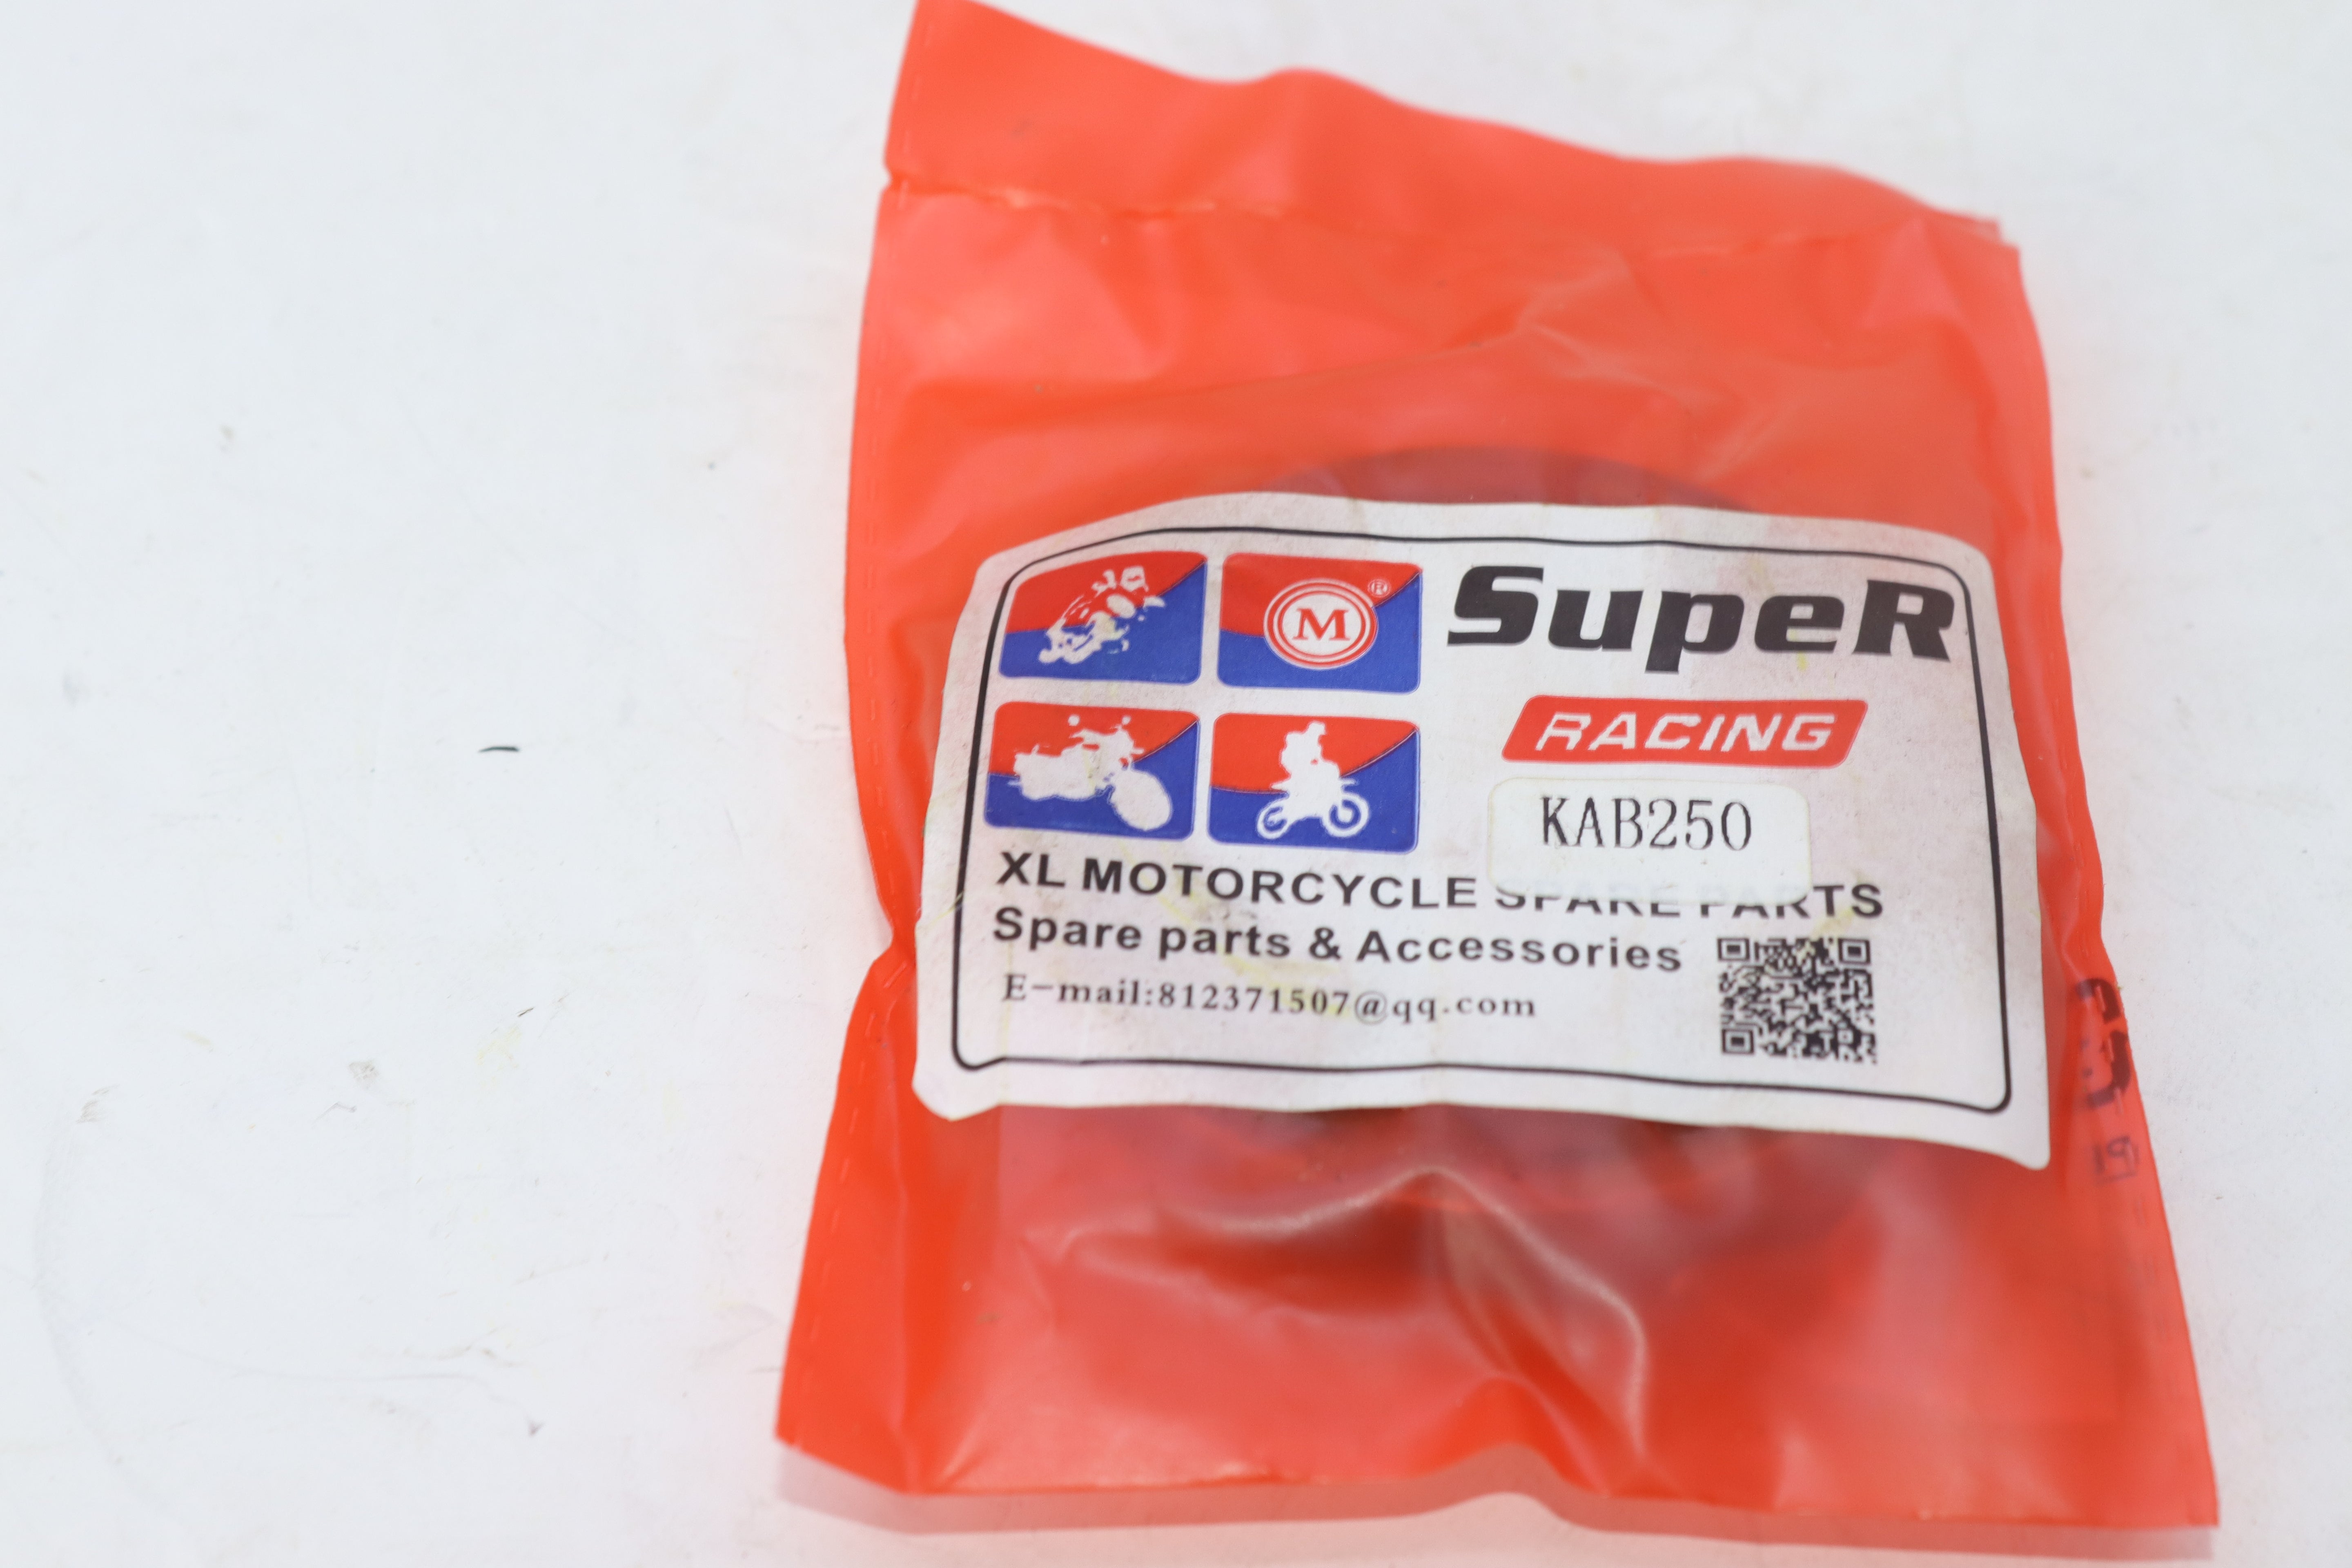 M ®
SupeR
RACING
KAB250
XL MOTORCYCLE SPARE PARTS
Spare parts & Accessories
E-mail:812371507@qq.com